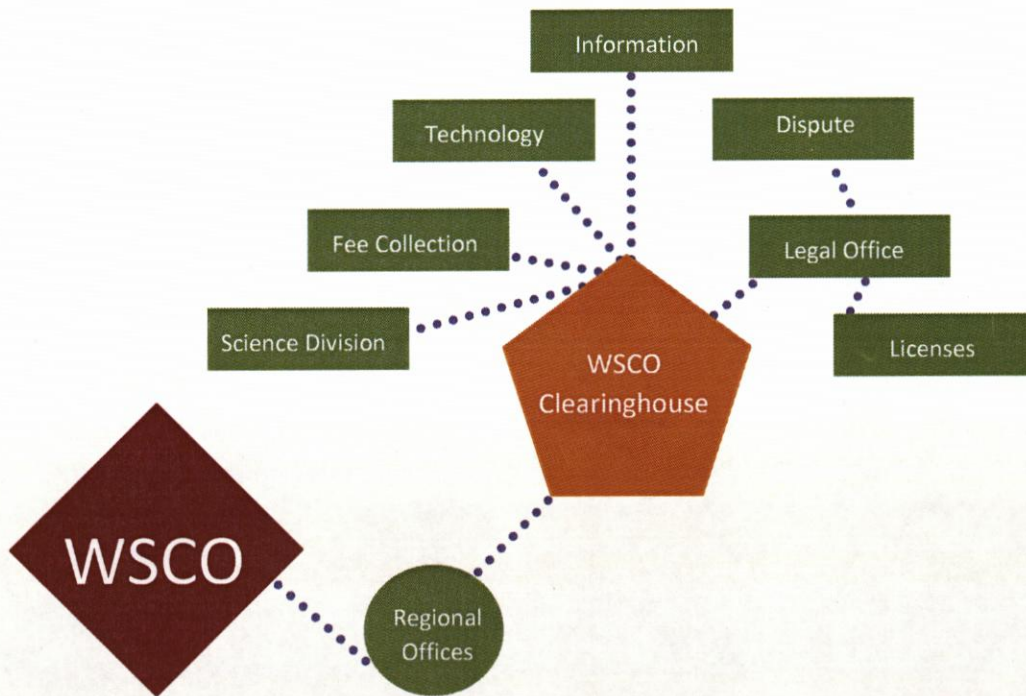 Information
Technology
Dispute
Fee Collection
Legal Office
Science Division
Licenses
WSCO
Clearinghouse
WSCO
Regional
Offices